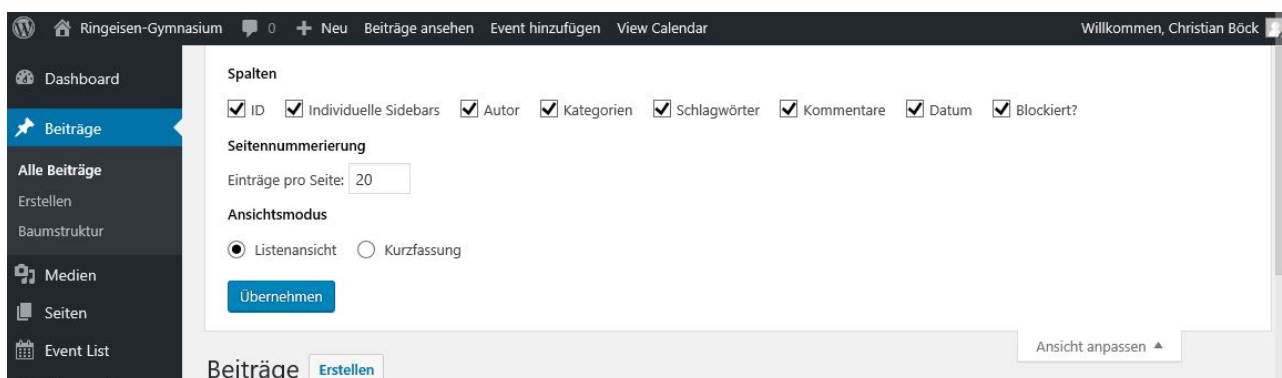 Ringeisen-Gymnasium 0 + Neu Beiträge ansehen Event hinzufügen View Calendar Willkommen, Christian Böck
Dashboard
Beiträge
Alle Beiträge
Erstellen
Baumstruktur
Medien
Seiten
Event List
Spalten
ID Individuelle Sidebars Autor Kategorien Schlagwörter Kommentare Datum Blockiert?
Seitennummerierung
Einträge pro Seite: 20
Ansichtsmodus
Listenansicht Kurzfassung
Übernehmen
Ansicht anpassen
Beiträge Erstellen